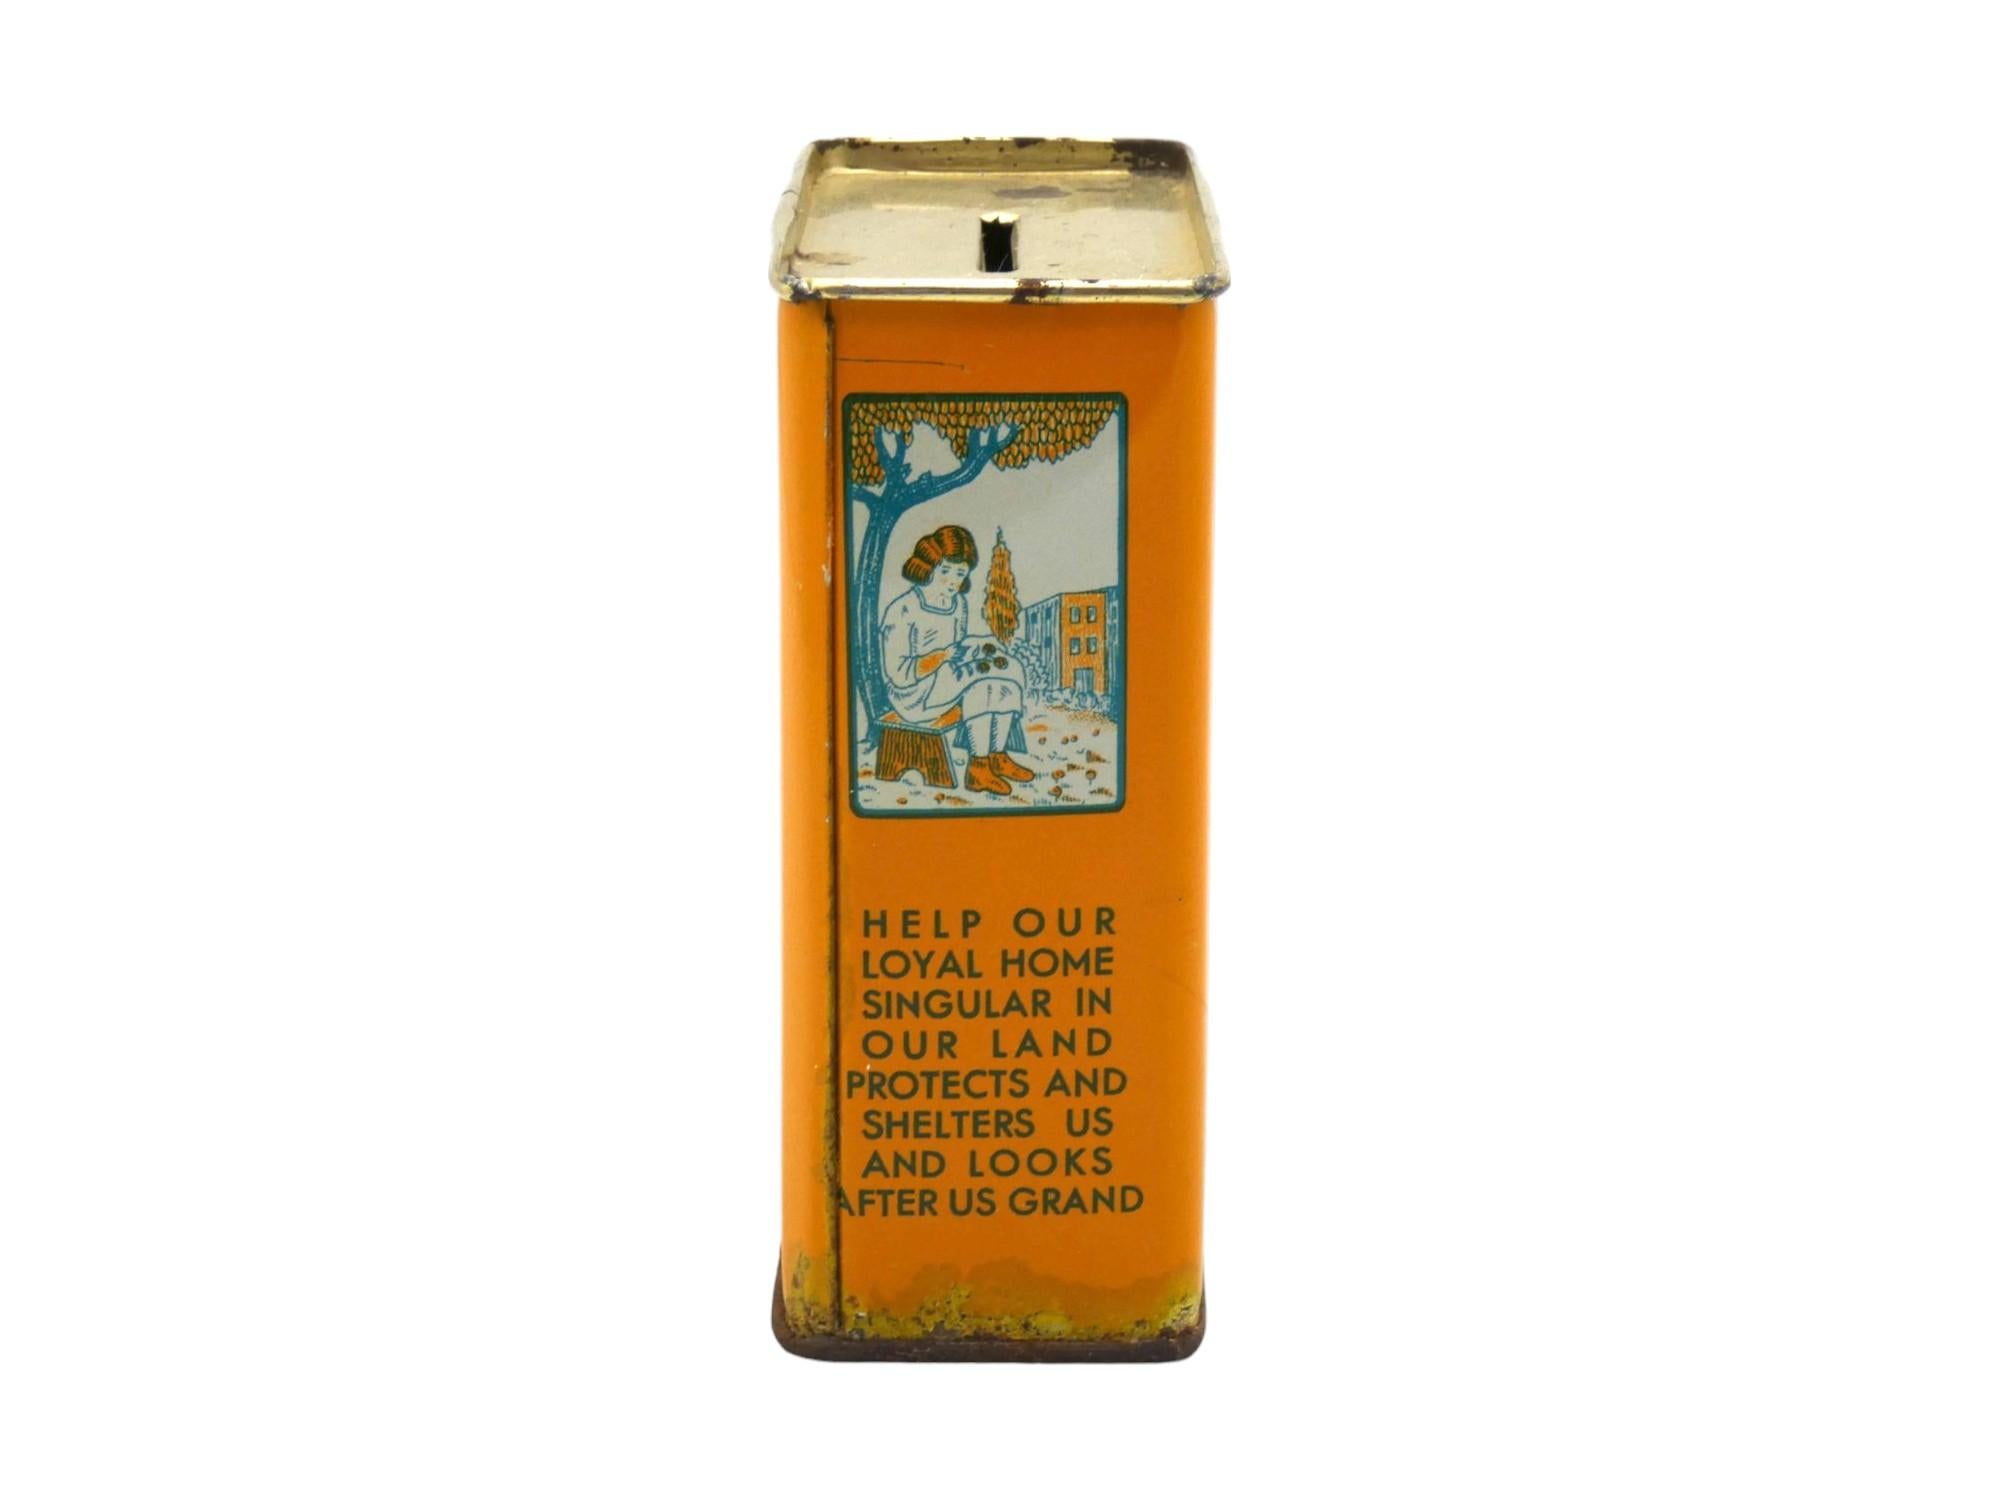 HELP OUR
LOYAL HOME
SINGULAR IN
OUR LAND
PROTECTS AND
SHELTERS US
AND LOOKS
AFTER US GRAND